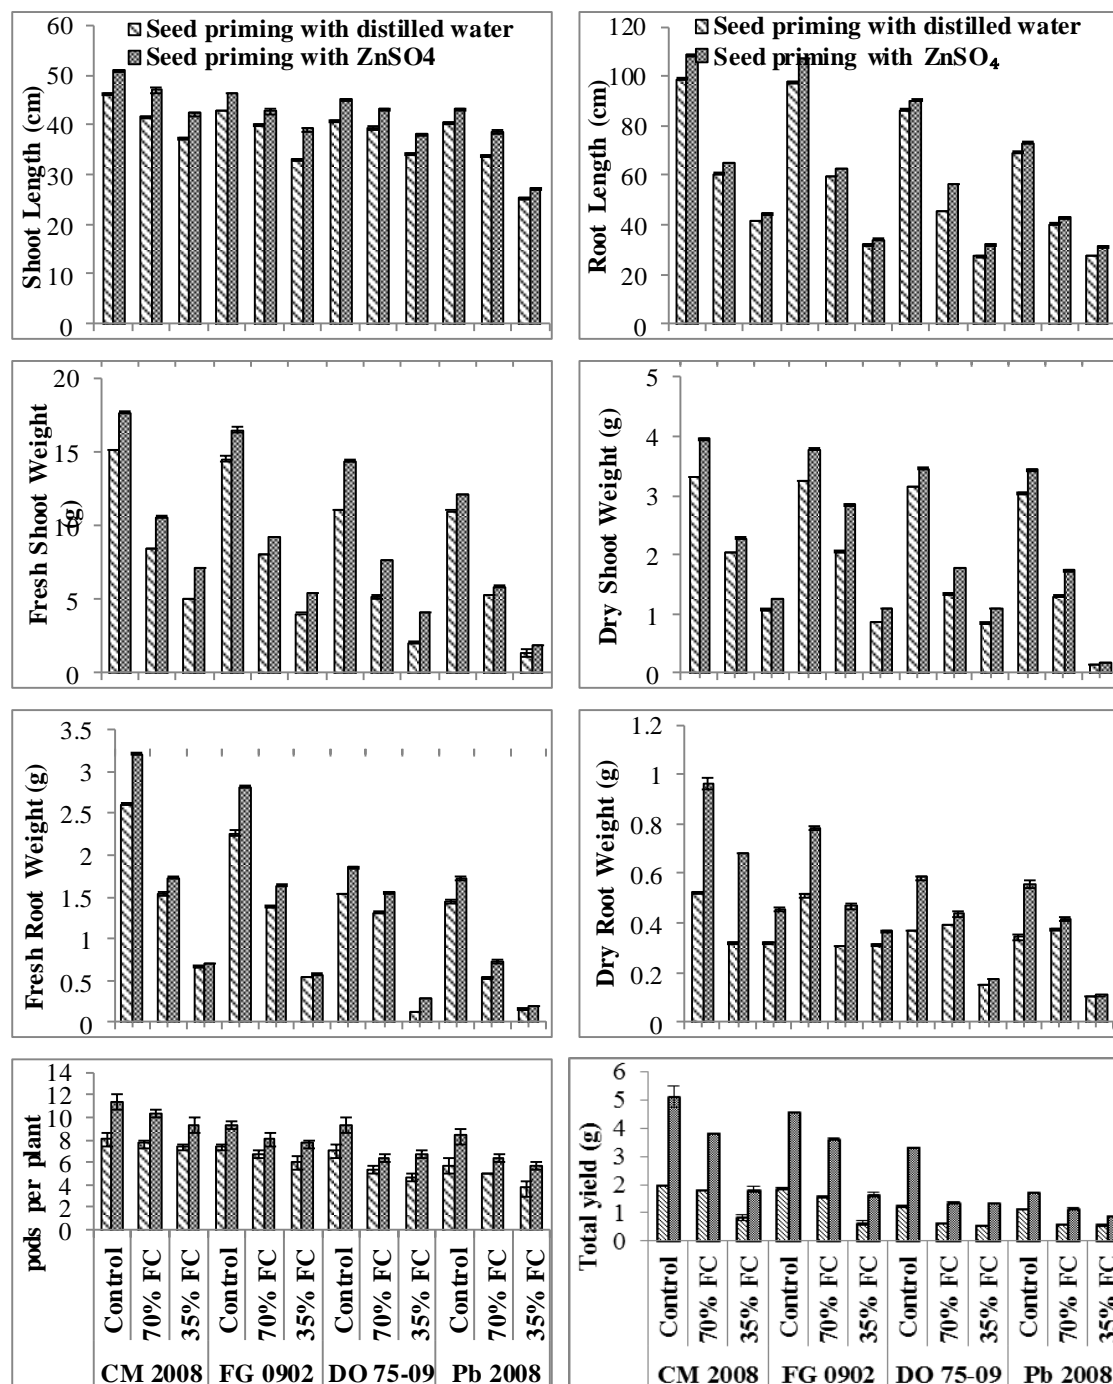 Shoot Length (cm)
60
50
40
30
20
10
0
Seed priming with distilled water
Seed priming with ZnSO4
Root Length (cm)
120
100
80
60
40
20
0
Seed priming with distilled water
Seed priming with ZnSO₄
Fresh Shoot Weight
(g)
20
15
10
5
0
Dry Shoot Weight (g)
5
4
3
2
1
0
Fresh Root Weight (g)
3.5
3
2.5
2
1.5
1
0.5
0
Dry Root Weight (g)
1.2
1
0.8
0.6
0.4
0.2
0
pods per plant
14
12
10
8
6
4
2
0
Control
70% FC
35% FC
Control
70% FC
35% FC
Control
70% FC
35% FC
Control
70% FC
35% FC
CM 2008
FG 0902
DO 75-09
Pb 2008
Total yield (g)
6
5
4
3
2
1
0
Control
70% FC
35% FC
Control
70% FC
35% FC
Control
70% FC
35% FC
Control
70% FC
35% FC
CM 2008
FG 0902
DO 75-09
Pb 2008